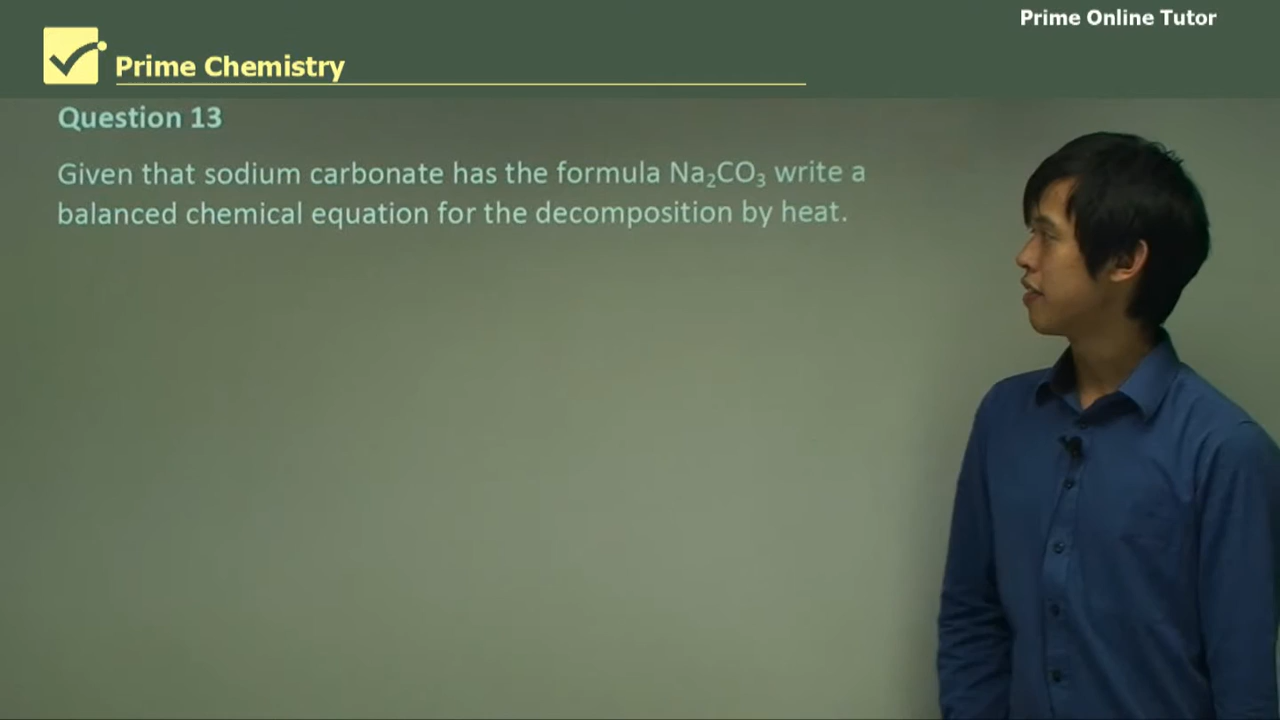 Prime Online Tutor
Prime Chemistry
Question 13
Given that sodium carbonate has the formula Na₂CO₃ write a
balanced chemical equation for the decomposition by heat.